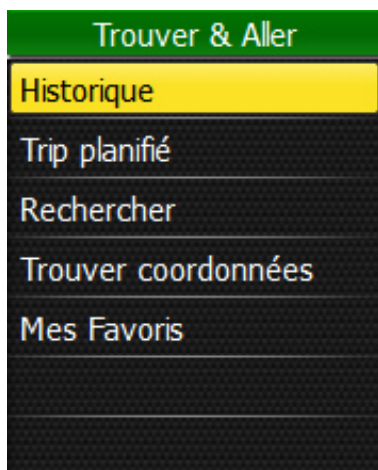 Trouver & Aller
Historique
Trip planifié
Rechercher
Trouver coordonnées
Mes Favoris